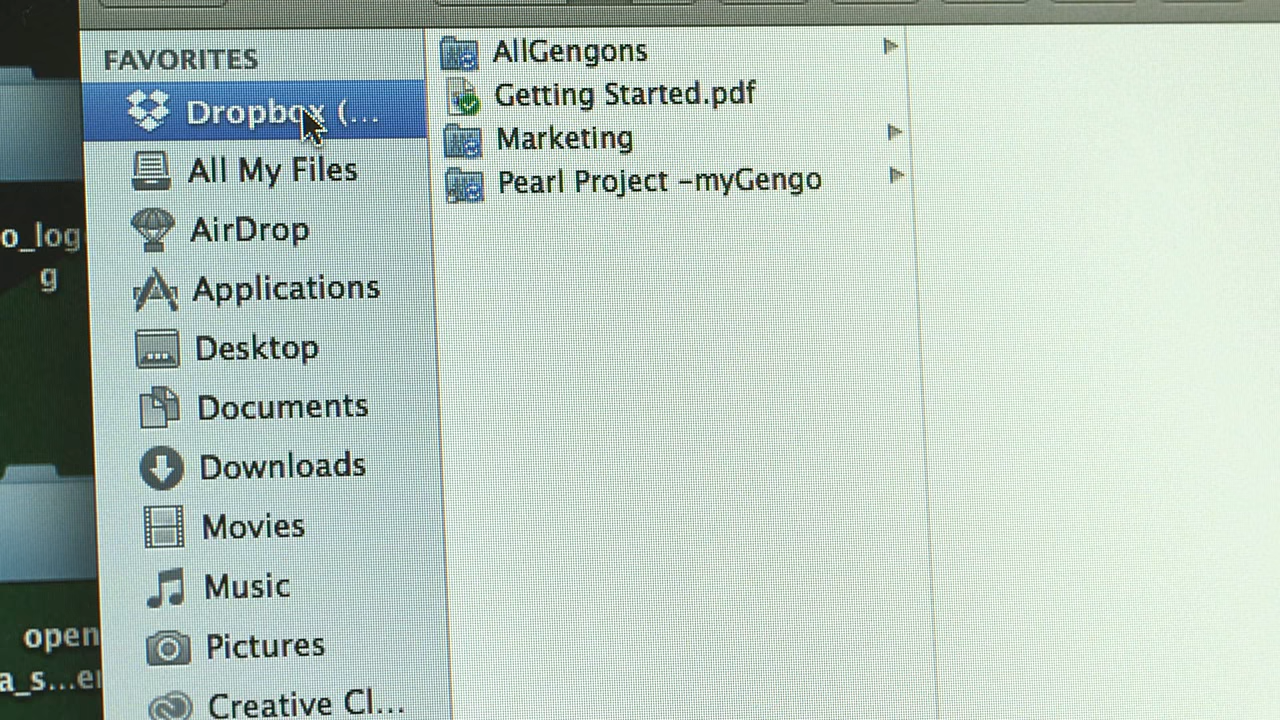 FAVORITES
Dropbox (...
All My Files
AirDrop
Applications
Desktop
Documents
Downloads
Movies
Music
Pictures
Creative Cl...
AllGengons
Getting Started.pdf
Marketing
Pearl Project –myGengo
o_log
g
open
a_s...er